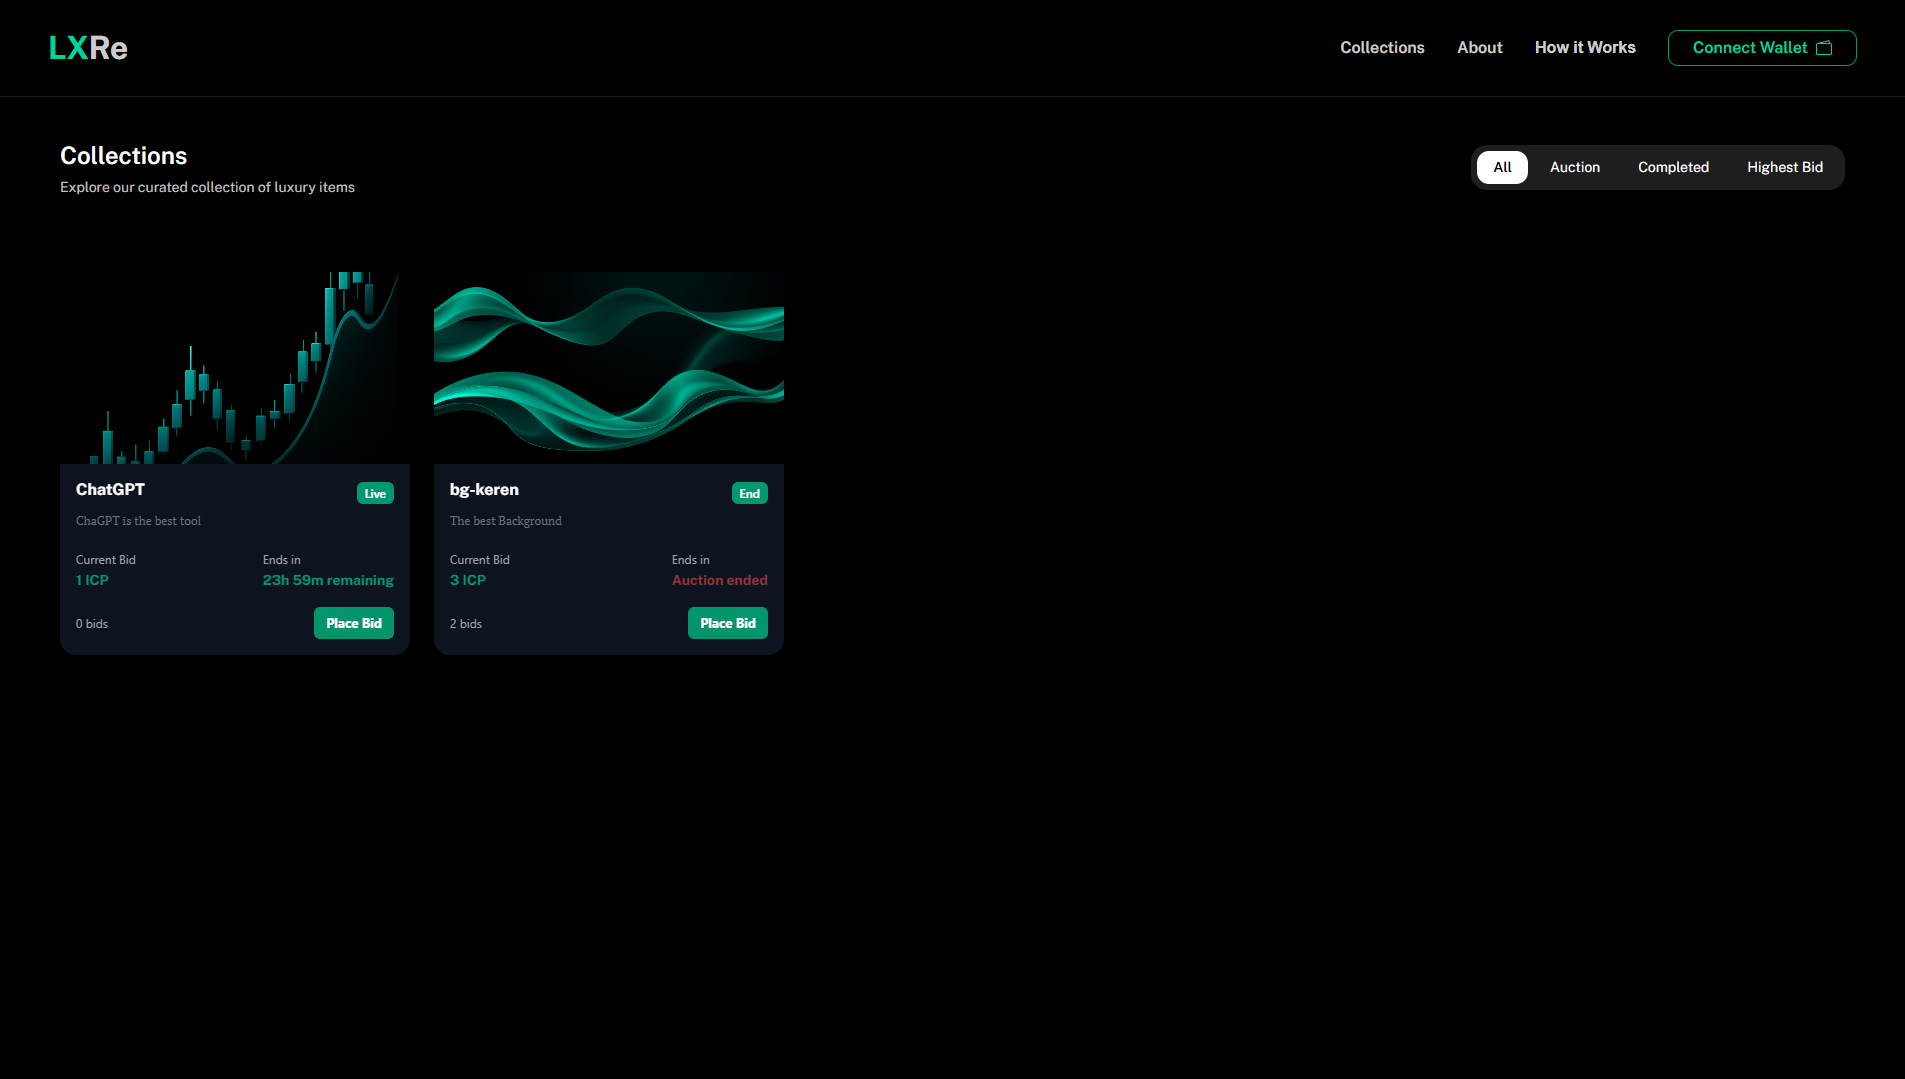 LXRe
Collections About How it Works Connect Wallet
Collections
Explore our curated collection of luxury items
All Auction Completed Highest Bid
ChatGPT
Live
ChaGPT is the best tool
Current Bid
Ends in
1 ICP
23h 59m remaining
0 bids
Place Bid
bg-keren
End
The best Background
Current Bid
Ends in
3 ICP
Auction ended
2 bids
Place Bid